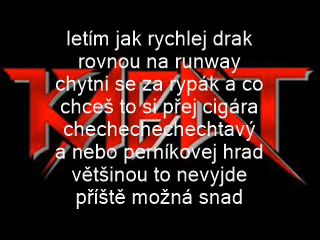 KABÁT
letím jak rychlej drak
rovnou na runway
chytni se za rypák a co
chceš to si přej cigára
chechechechechtavý
a nebo perníkovej hrad
většinou to nevyjde
příště možná snad